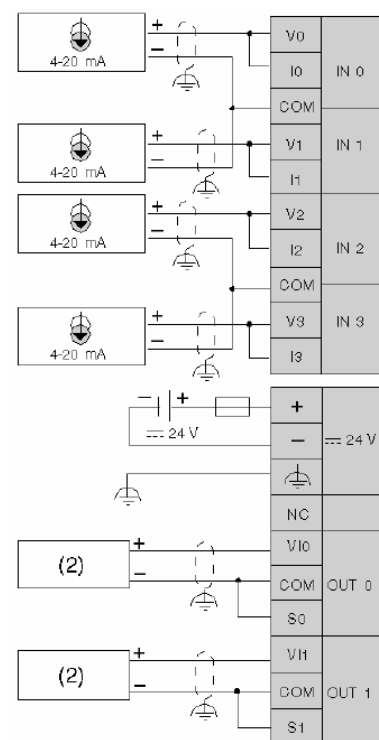 V0
+
−
4-20 mA
I0
IN 0
COM
+
−
4-20 mA
V1
IN 1
I1
+
−
4-20 mA
V2
I2
IN 2
COM
+
−
4-20 mA
V3
IN 3
I3
− +
24 V
+
−
24 V
NC
(2)
+
−
VI0
COM
OUT 0
S0
(2)
+
−
VI1
COM
OUT 1
S1